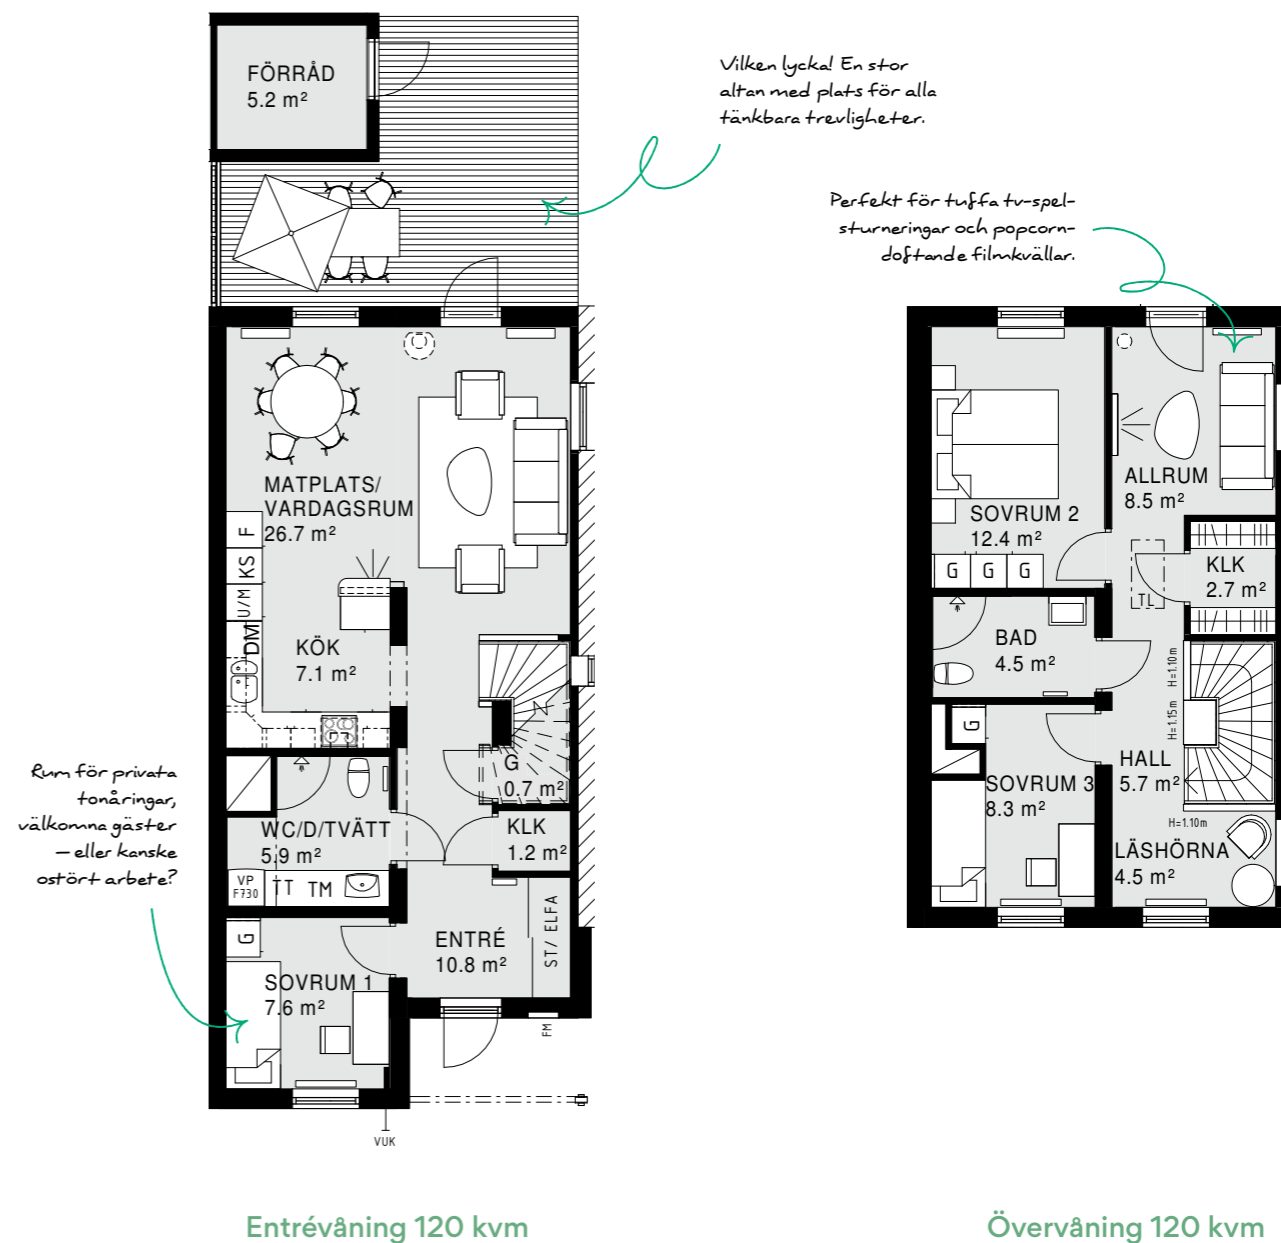 FÖRRÅD
5.2 m²
Vilken lycka! En stor
altan med plats för alla
tänkbara trevligheter.
Perfekt för tuffa tv-spel-
sturneringar och popcorn-
doftande filmkvällar.
MATPLATS/
VARDAGSRUM
26.7 m²
F
KS
U/M
DM
KÖK
7.1 m²
G
0.7 m²
KLK
1.2 m²
WC/D/TVÄTT
5.9 m²
VP
F730
TT TM
ENTRÉ
10.8 m²
ST/ ELFA
G
SOVRUM 1
7.6 m²
FM
VUK
Rum för privata
tonåringar,
välkomna gäster
– eller kanske
ostört arbete?
ALLRUM
8.5 m²
SOVRUM 2
12.4 m²
G G G
KLK
2.7 m²
TL
BAD
4.5 m²
H=1.10m
H=1.15m
G
SOVRUM 3
8.3 m²
HALL
5.7 m²
H=1.10m
LÄSHÖRNA
4.5 m²
Entrévåning 120 kvm
Övervåning 120 kvm